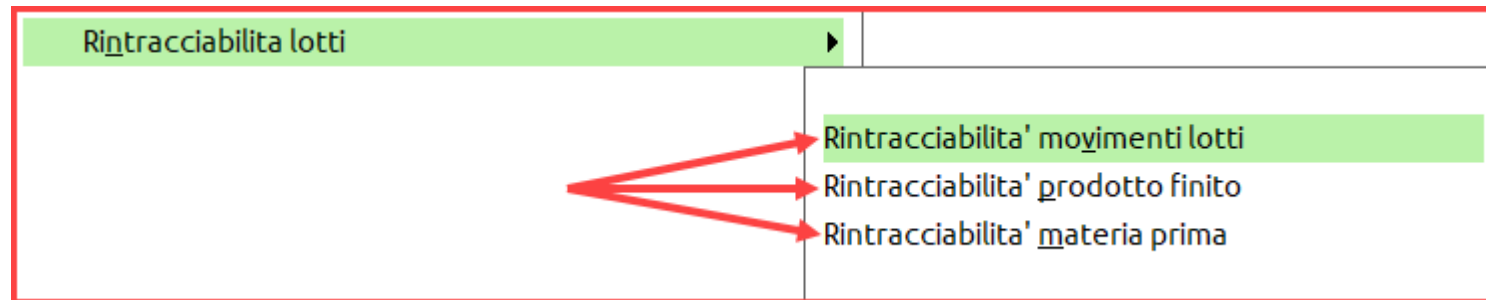 Rintracciabilita lotti
Rintracciabilita' movimenti lotti
Rintracciabilita' prodotto finito
Rintracciabilita' materia prima